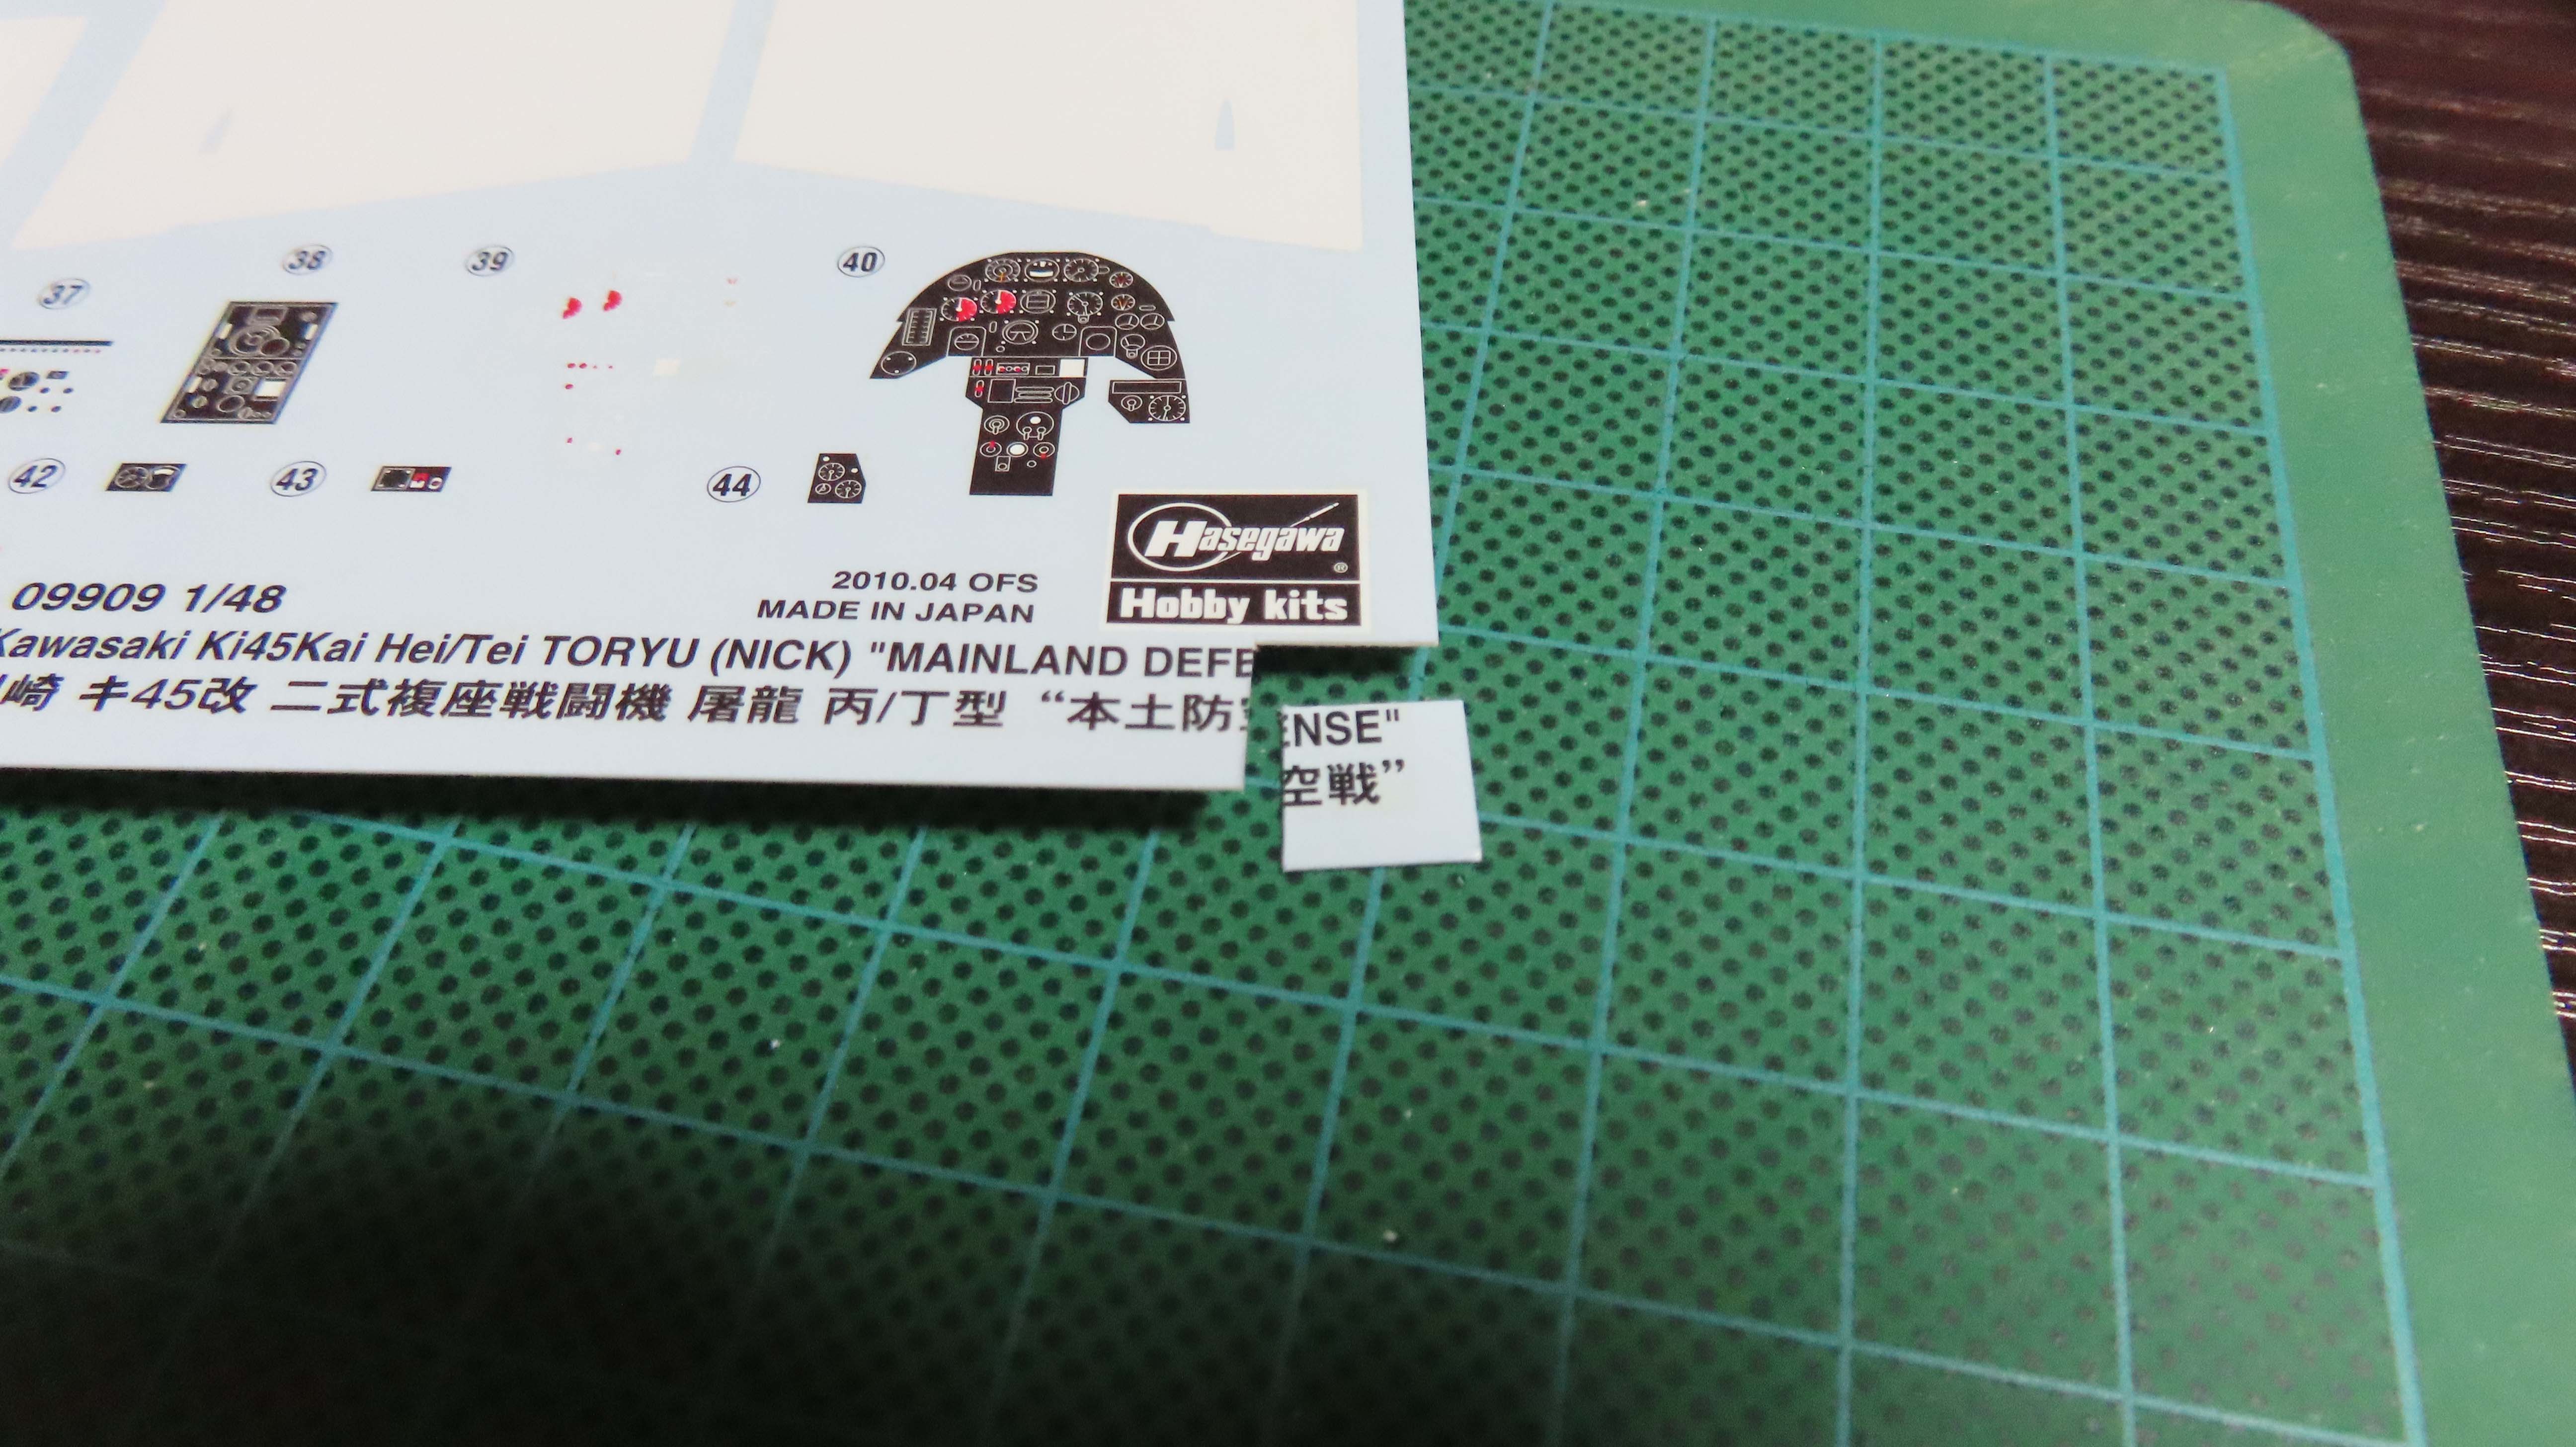 37
38
39
40
42
43
44
Hasegawa
®
Hobby kits
2010.04 OFS
MADE IN JAPAN
09909 1/48
Kawasaki Ki45Kai Hei/Tei TORYU (NICK) "MAINLAND DEFE
崎 キ45改 二式複座戦闘機 屠龍 丙/丁型 “本土防
ENSE"
空戦”